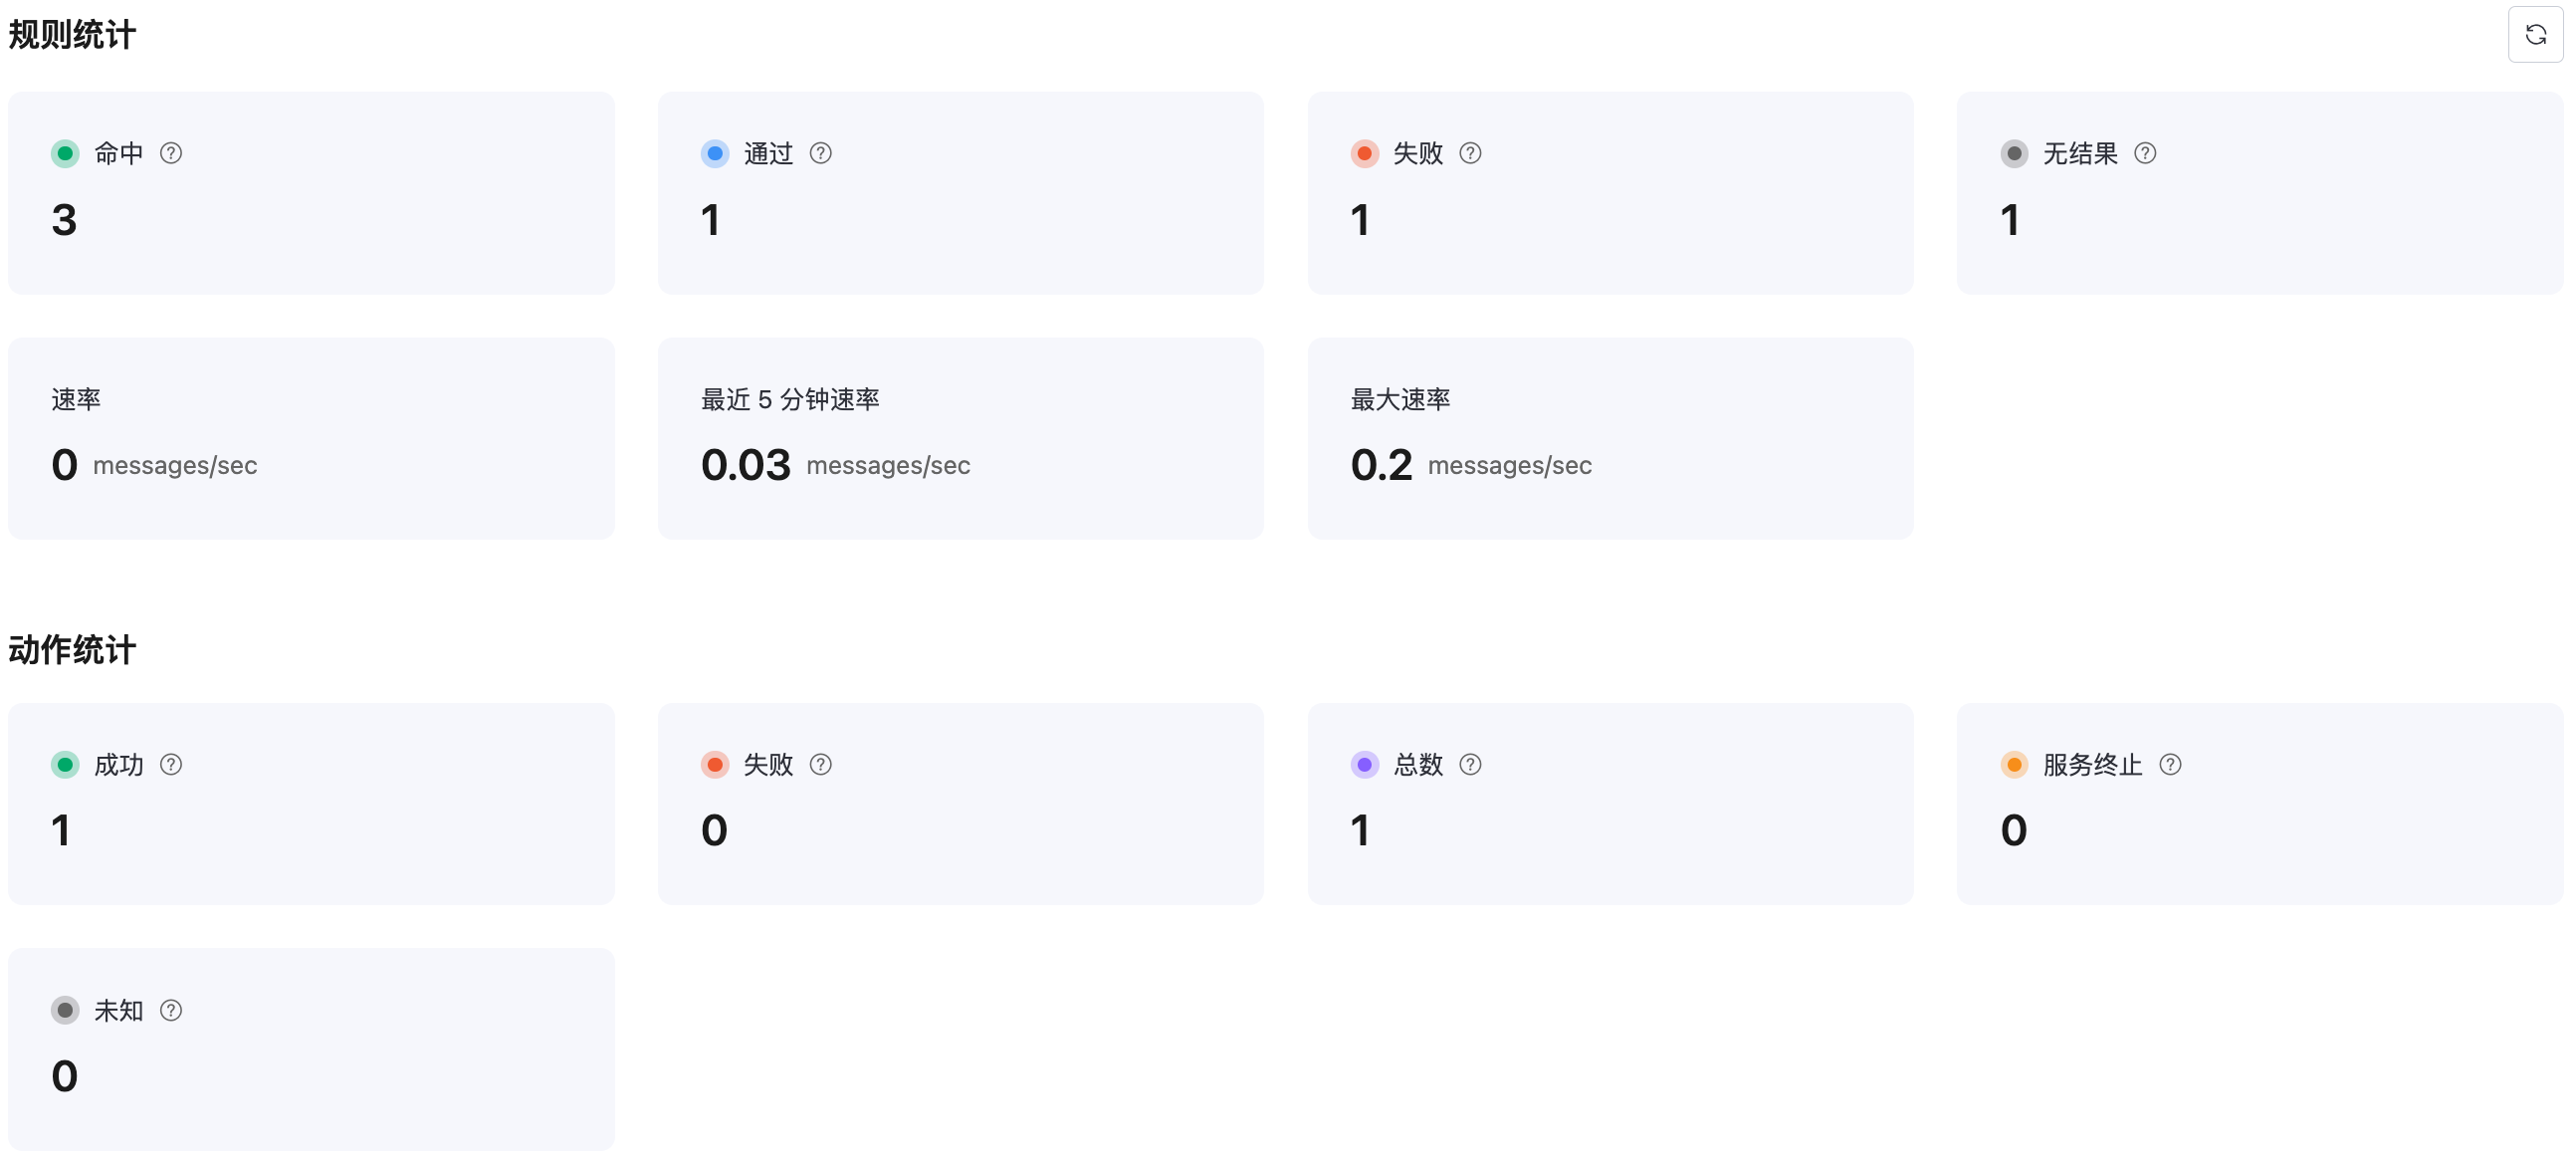 规则统计
命中
3
通过
1
失败
1
无结果
1
速率
0 messages/sec
最近 5 分钟速率
0.03 messages/sec
最大速率
0.2 messages/sec
动作统计
成功
1
失败
0
总数
1
服务终止
0
未知
0